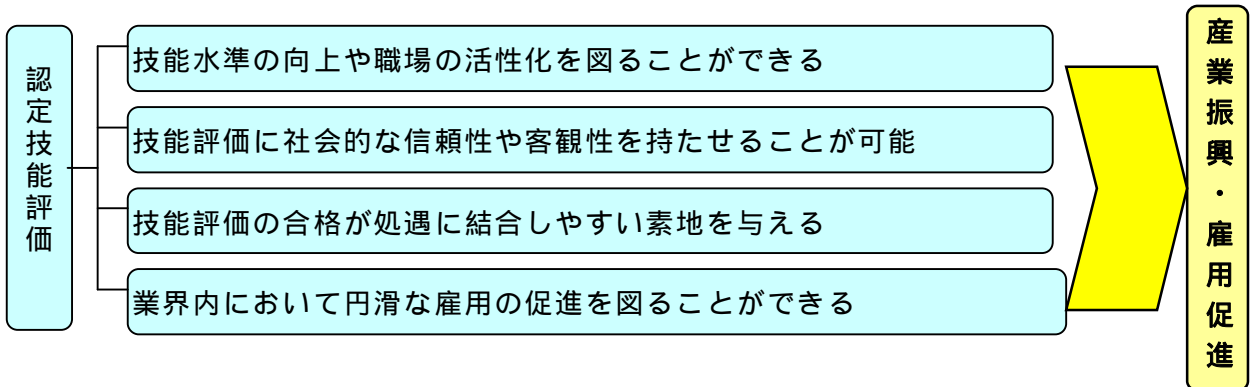 認定技能評価
技能水準の向上や職場の活性化を図ることができる
技能評価に社会的な信頼性や客観性を持たせることが可能
技能評価の合格が処遇に結合しやすい素地を与える
業界内において円滑な雇用の促進を図ることができる
産業振興・雇用促進